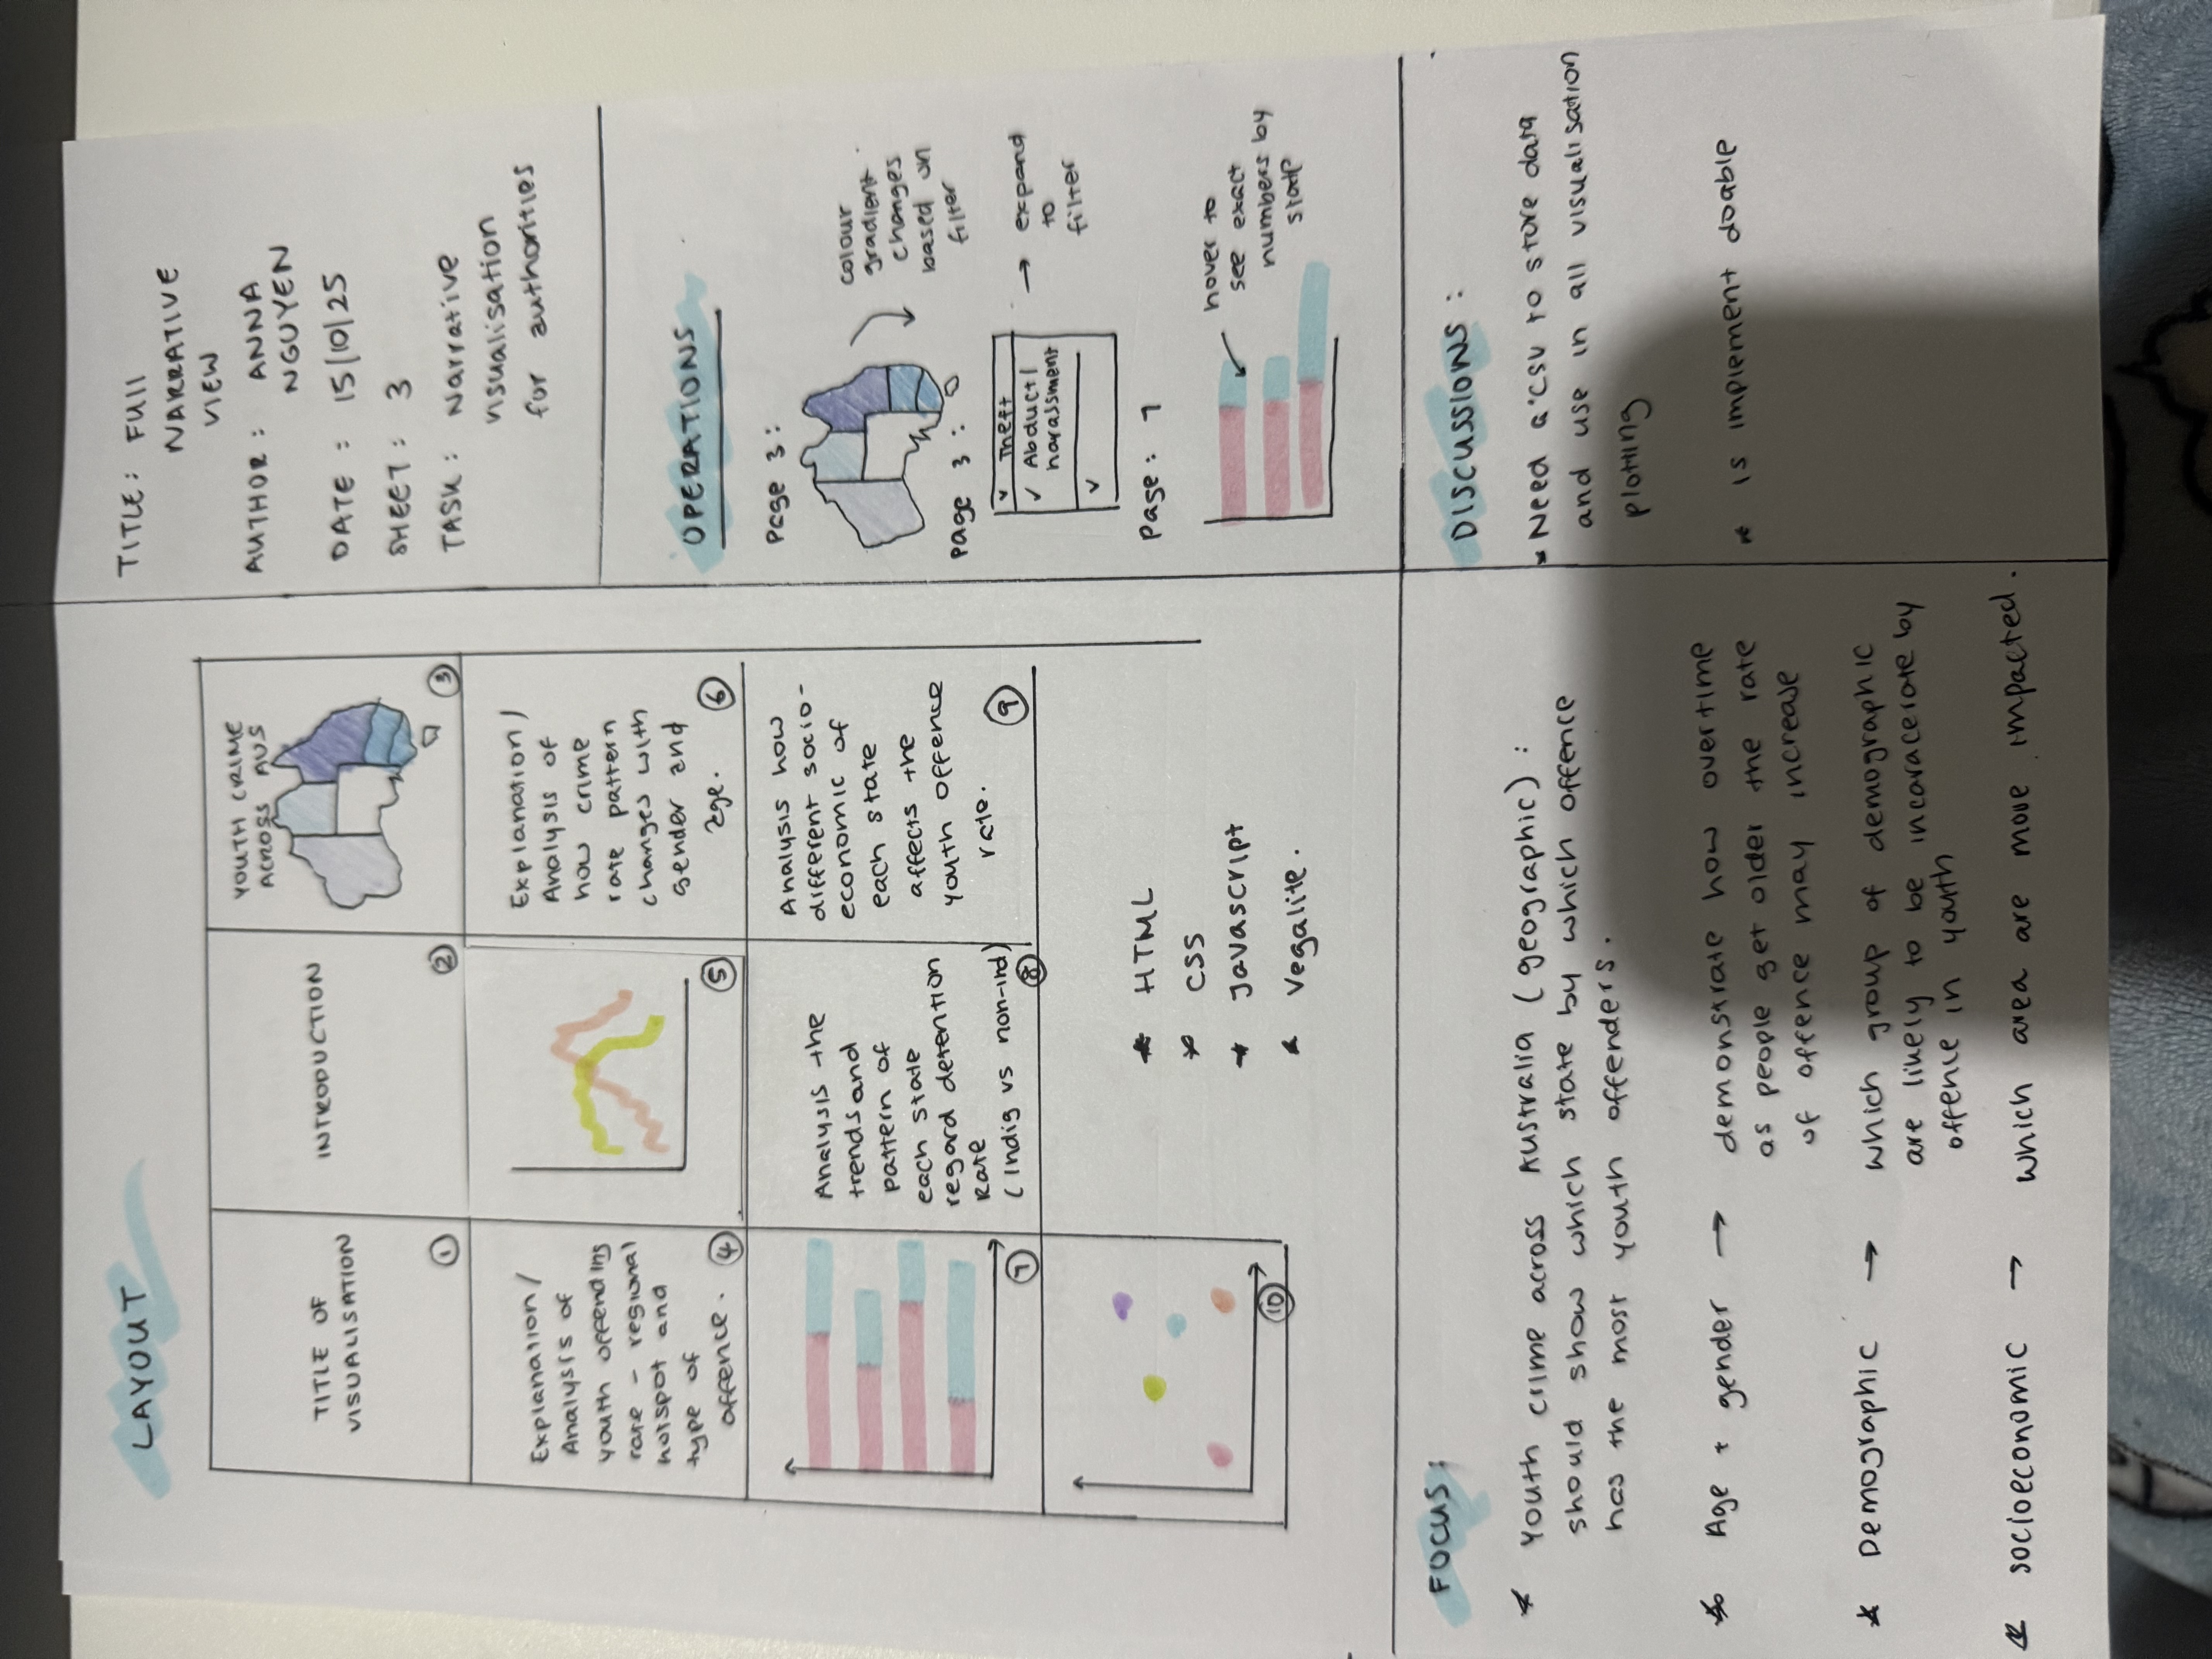 LAYOUT
TITLE OF
VISUALISATION
1
INTRODUCTION
2
YOUTH CRIME
ACROSS AUS
3
Explanation/
Analysis of
youth offending
rate - regional
hotspot and
type of
offence.
4
5
Explanation/
Analysis of
how crime
rate pattern
changes with
gender and
age.
6
7
Analysis the
trends and
pattern of
each state
regard detention
Rate
(Indig vs non-ind)
8
Analysis how
different socio-
economic of
each state
affects the
youth offence
rate.
9
10
* HTML
* CSS
* Javascript
* Vegalite.
TITLE: FUll
NARRATIVE
VIEW
AUTHOR: ANNA
NGUYEN
DATE: 15/10/25
SHEET: 3
TASK: Narrative
visualisation
for authorities
OPERATIONS
Page 3:
colour
gradient
changes
based on
filter
Page 3:
✓ Theft
✓ Abduct/
harassment
✓
→ expand
to
filter
Page: 7
hover to
see exact
numbers by
state
FOCUS:
* Youth crime across Australia (geographic):
should show which state by which offence
has the most youth offenders.
* Age + gender → demonstrate how overtime
as people get older the rate
of offence may increase
* Demographic → which group of demographic
are likely to be incaracerate by
offence in youth
* socioeconomic → which area are more impacted.
DISCUSSIONS:
* Need a CSV to store data
and use in all visualisation
plotting
* is implement doable